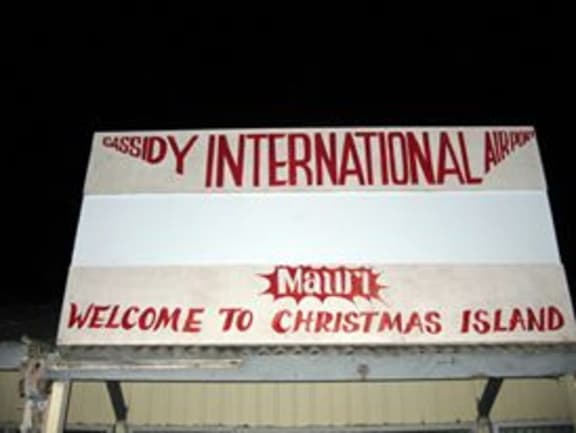 CASSIDY INTERNATIONAL AIRPORT
Mauri
WELCOME TO CHRISTMAS ISLAND